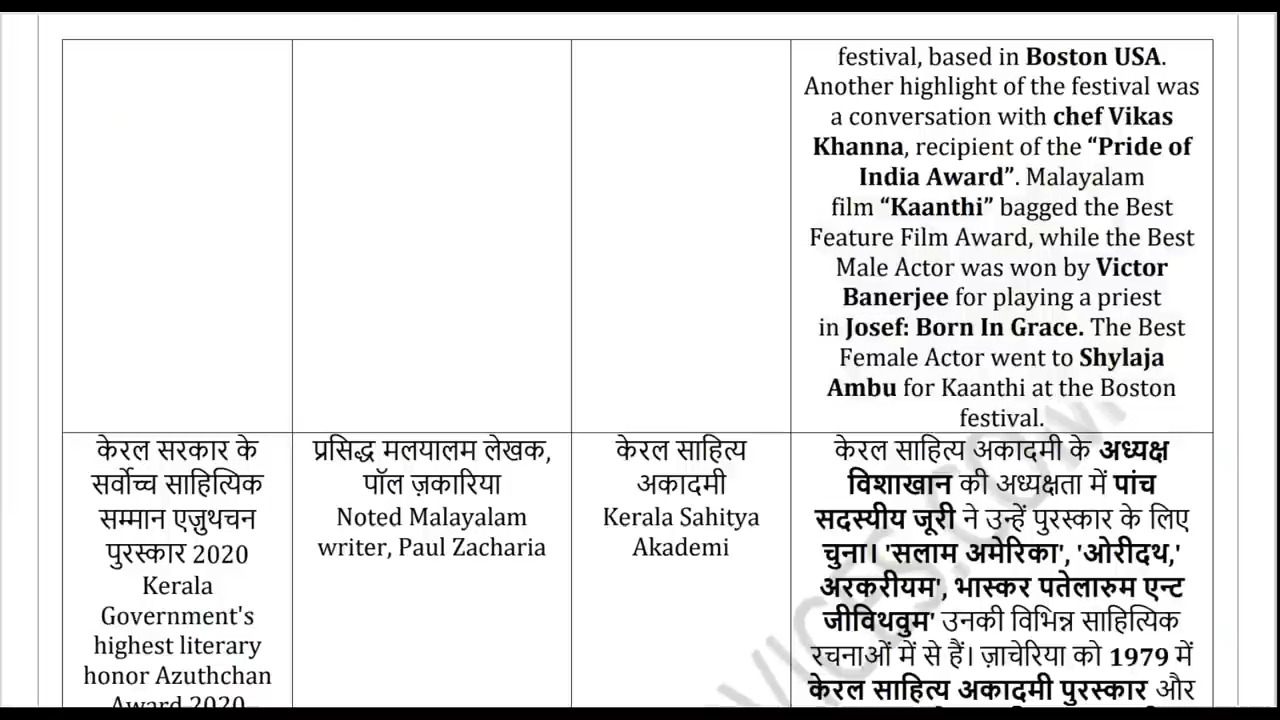 festival, based in Boston USA.
Another highlight of the festival was
a conversation with chef Vikas
Khanna, recipient of the “Pride of
India Award”. Malayalam
film “Kaanthi” bagged the Best
Feature Film Award, while the Best
Male Actor was won by Victor
Banerjee for playing a priest
in Josef: Born In Grace. The Best
Female Actor went to Shylaja
Ambu for Kaanthi at the Boston
festival.
केरल सरकार के
सर्वोच्च साहित्यिक
सम्मान एज़ुथचन
पुरस्कार 2020
Kerala
Government's
highest literary
honor Azuthchan
Award 2020
प्रसिद्ध मलयालम लेखक,
पॉल ज़कारिया
Noted Malayalam
writer, Paul Zacharia
केरल साहित्य
अकादमी
Kerala Sahitya
Akademi
केरल साहित्य अकादमी के अध्यक्ष
विशाखान की अध्यक्षता में पांच
सदस्यीय जूरी ने उन्हें पुरस्कार के लिए
चुना। 'सलाम अमेरिका', 'ओरीदथ,'
अरकरीयम', भास्कर पतेलारुम एन्ट
जीविथवुम' उनकी विभिन्न साहित्यिक
रचनाओं में से हैं। ज़ाचेरिया को 1979 में
केरल साहित्य अकादमी पुरस्कार और